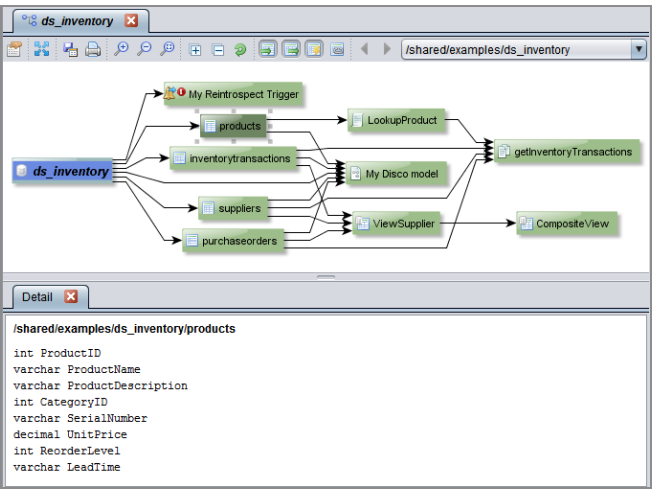 ds_inventory
/shared/examples/ds_inventory
My Reintrospect Trigger
products
LookupProduct
inventorytransactions
getInventoryTransactions
ds_inventory
My Disco model
suppliers
ViewSupplier
CompositeView
purchaseorders
Detail
/shared/examples/ds_inventory/products
int ProductID
varchar ProductName
varchar ProductDescription
int CategoryID
varchar SerialNumber
decimal UnitPrice
int ReorderLevel
varchar LeadTime